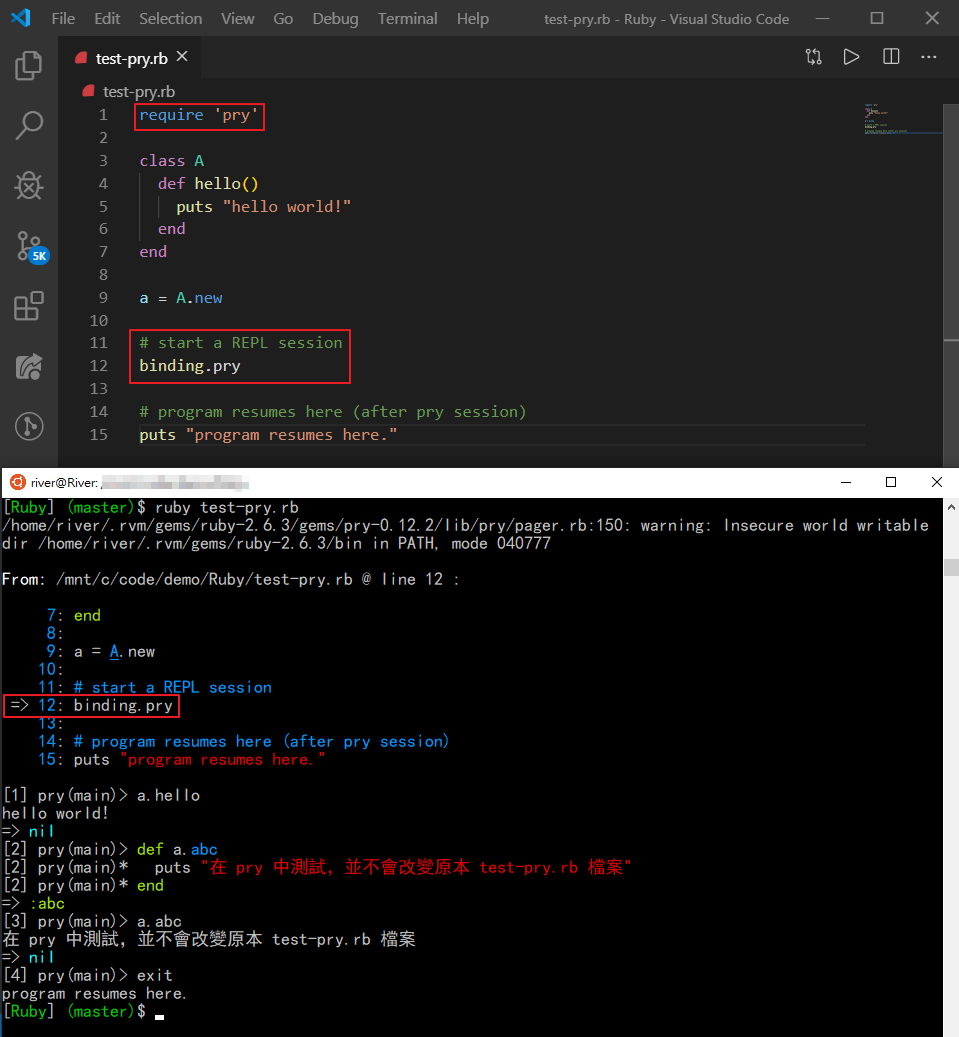 File Edit Selection View Go Debug Terminal Help test-pry.rb - Ruby - Visual Studio Code
test-pry.rb
test-pry.rb
1 require 'pry'
2
3 class A
4 def hello()
5 puts "hello world!"
6 end
7 end
8
9 a = A.new
10
11 # start a REPL session
12 binding.pry
13
14 # program resumes here (after pry session)
15 puts "program resumes here."
5K
river@River:
[Ruby] (master)$ ruby test-pry.rb
/home/river/.rvm/gems/ruby-2.6.3/gems/pry-0.12.2/lib/pry/pager.rb:150: warning: Insecure world writable
dir /home/river/.rvm/gems/ruby-2.6.3/bin in PATH, mode 040777
From: /mnt/c/code/demo/Ruby/test-pry.rb @ line 12 :
7: end
8:
9: a = A.new
10:
11: # start a REPL session
=> 12: binding.pry
13:
14: # program resumes here (after pry session)
15: puts "program resumes here."
[1] pry(main)> a.hello
hello world!
=> nil
[2] pry(main)> def a.abc
[2] pry(main)* puts "在 pry 中測試，並不會改變原本 test-pry.rb 檔案"
[2] pry(main)* end
=> :abc
[3] pry(main)> a.abc
在 pry 中測試，並不會改變原本 test-pry.rb 檔案
=> nil
[4] pry(main)> exit
program resumes here.
[Ruby] (master)$